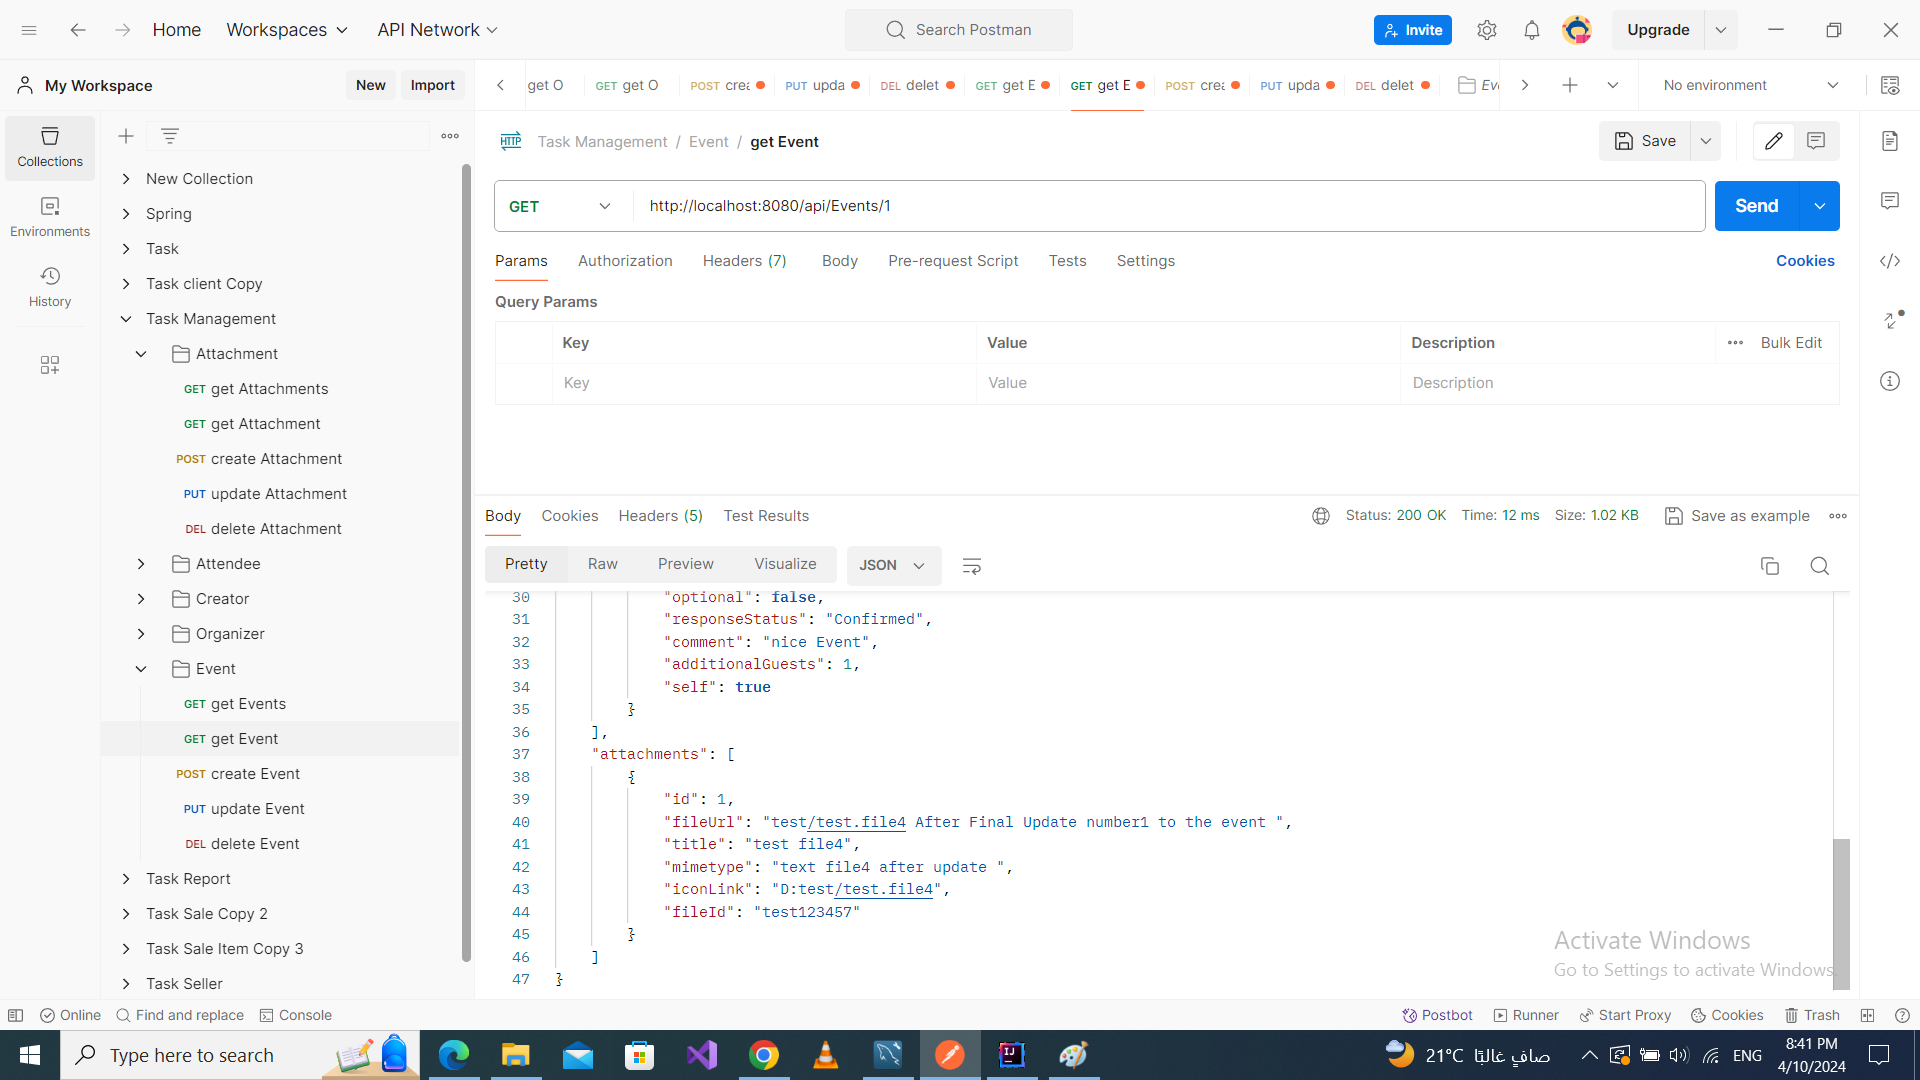 Home Workspaces API Network Search Postman Invite Upgrade
My Workspace New Import get O GET get O POST crea PUT upda DEL delet GET get E GET get E POST crea PUT upda DEL delet Eve No environment
Collections
Environments
History
New Collection
Spring
Task
Task client Copy
Task Management
Attachment
GET get Attachments
GET get Attachment
POST create Attachment
PUT update Attachment
DEL delete Attachment
Attendee
Creator
Organizer
Event
GET get Events
GET get Event
POST create Event
PUT update Event
DEL delete Event
Task Report
Task Sale Copy 2
Task Sale Item Copy 3
Task Seller
HTTP Task Management / Event / get Event Save
GET http://localhost:8080/api/Events/1 Send
Params Authorization Headers (7) Body Pre-request Script Tests Settings Cookies
Query Params
Key Value Description Bulk Edit
Key Value Description
Body Cookies Headers (5) Test Results Status: 200 OK Time: 12 ms Size: 1.02 KB Save as example
Pretty Raw Preview Visualize JSON
30 "optional": false,
31 "responseStatus": "Confirmed",
32 "comment": "nice Event",
33 "additionalGuests": 1,
34 "self": true
35 }
36 ],
37 "attachments": [
38 {
39 "id": 1,
40 "fileUrl": "test/test.file4 After Final Update number1 to the event ",
41 "title": "test file4",
42 "mimetype": "text file4 after update ",
43 "iconLink": "D:test/test.file4",
44 "fileId": "test123457"
45 }
46 ]
47 }
Activate Windows
Go to Settings to activate Windows.
Online Find and replace Console Postbot Runner Start Proxy Cookies Trash
Type here to search 21°C صافٍ غالبًا ENG 8:41 PM
4/10/2024